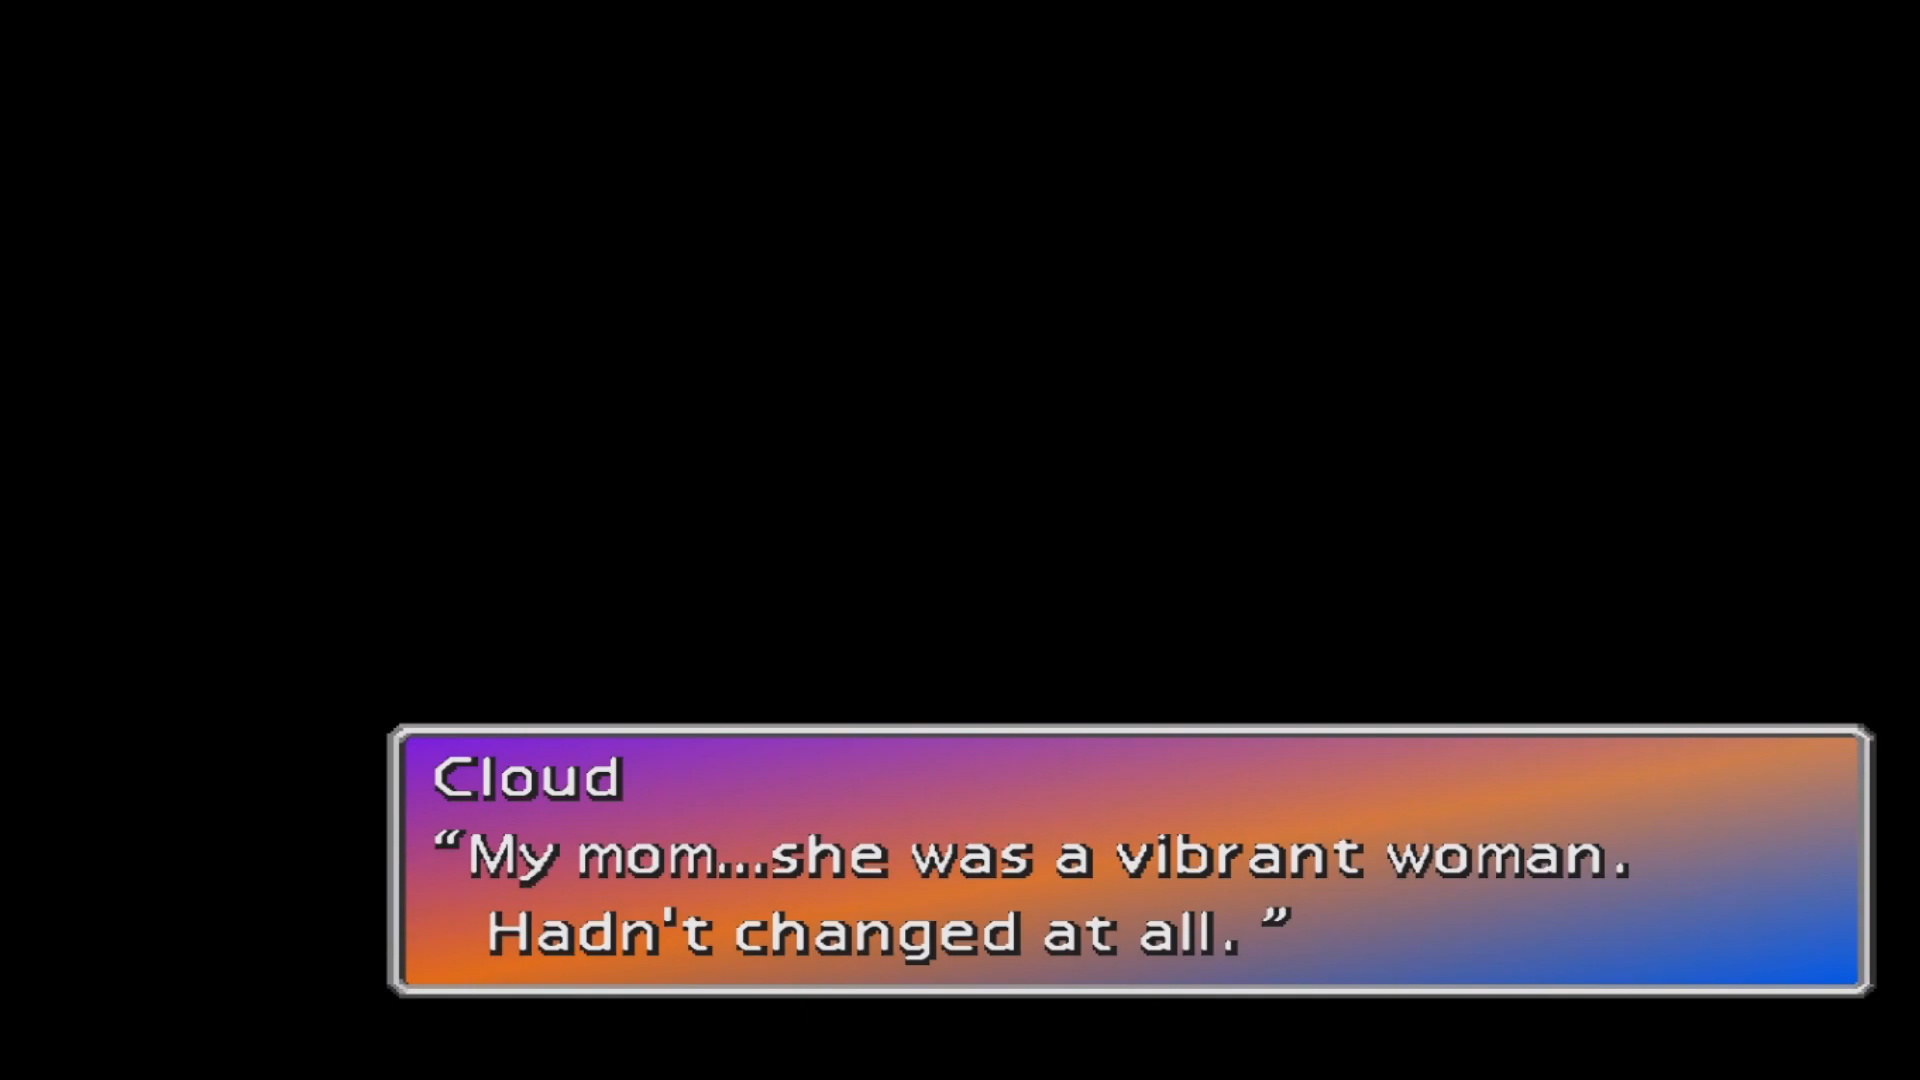 Cloud
“My mom...she was a vibrant woman.
Hadn't changed at all. ”